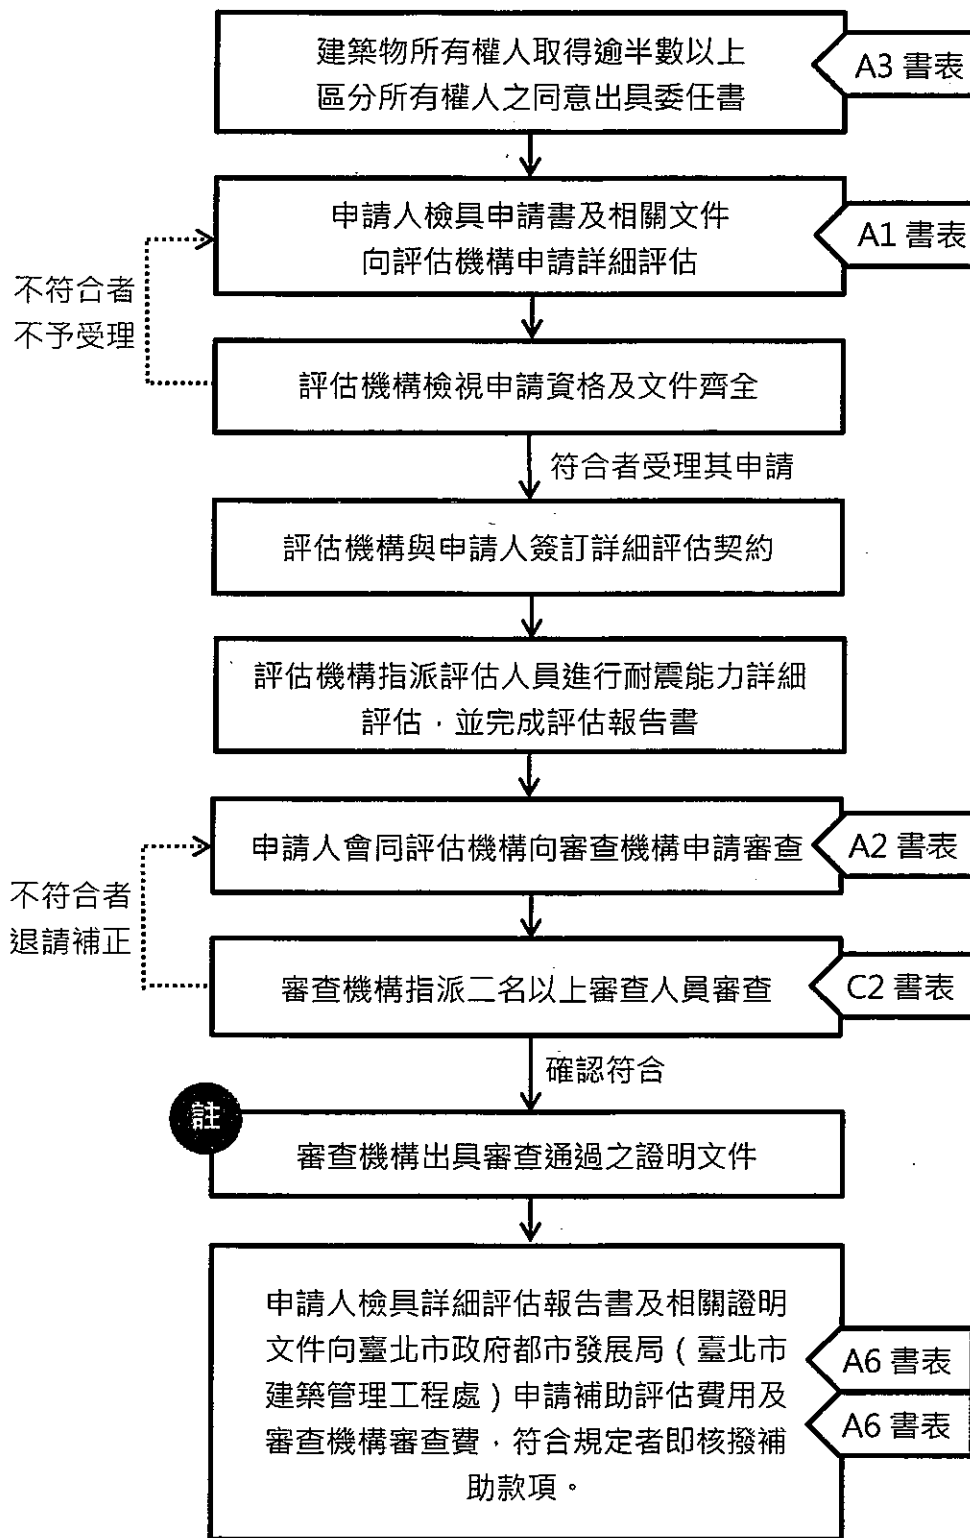 建築物所有權人取得逾半數以上
區分所有權人之同意出具委任書
A3 書表
申請人檢具申請書及相關文件
向評估機構申請詳細評估
A1 書表
不符合者
不予受理
評估機構檢視申請資格及文件齊全
符合者受理其申請
評估機構與申請人簽訂詳細評估契約
評估機構指派評估人員進行耐震能力詳細
評估，並完成評估報告書
申請人會同評估機構向審查機構申請審查
A2 書表
不符合者
退請補正
審查機構指派二名以上審查人員審查
C2 書表
確認符合
註
審查機構出具審查通過之證明文件
申請人檢具詳細評估報告書及相關證明
文件向臺北市政府都市發展局（臺北市
建築管理工程處）申請補助評估費用及
審查機構審查費，符合規定者即核撥補
助款項。
A6 書表
A6 書表